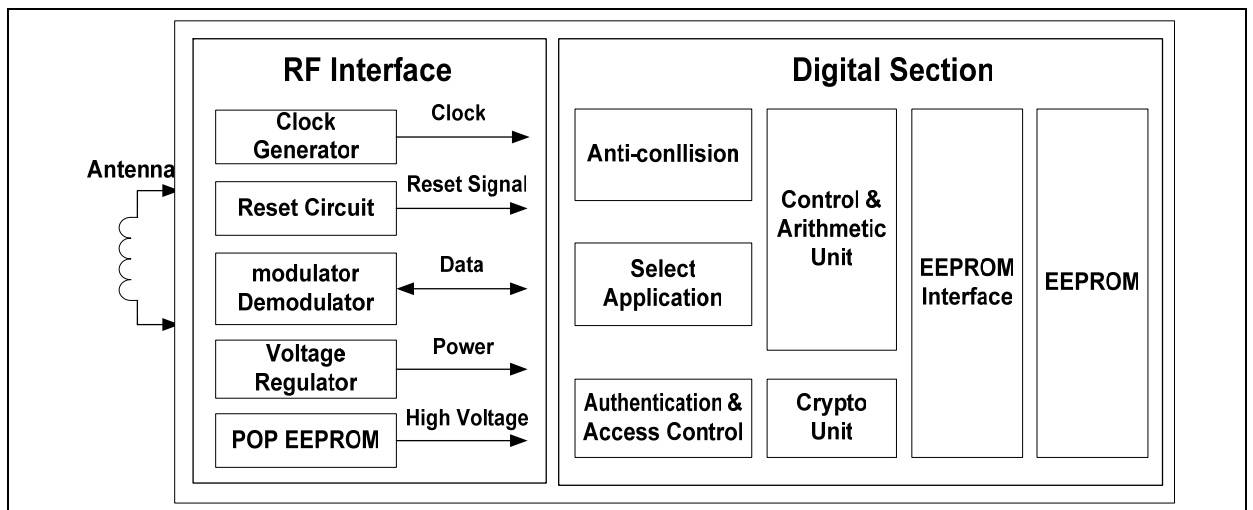 RF Interface
Digital Section
Antenna
Clock
Generator
Clock
Reset Circuit
Reset Signal
modulator
Demodulator
Data
Voltage
Regulator
Power
POP EEPROM
High Voltage
Anti-conllision
Select
Application
Authentication &
Access Control
Control &
Arithmetic
Unit
Crypto
Unit
EEPROM
Interface
EEPROM